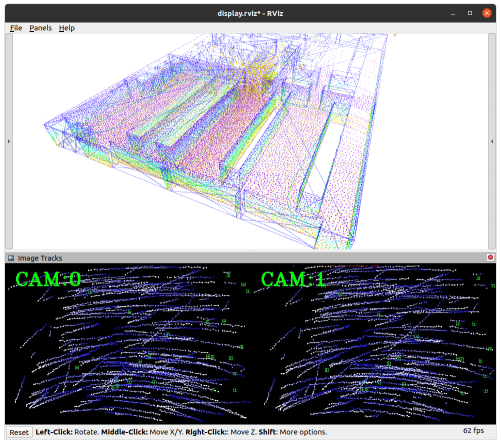 display.rviz* - RViz
File Panels Help
Image Tracks
CAM:0 CAM:1
Reset Left-Click: Rotate. Middle-Click: Move X/Y. Right-Click:: Move Z. Shift: More options. 62 fps